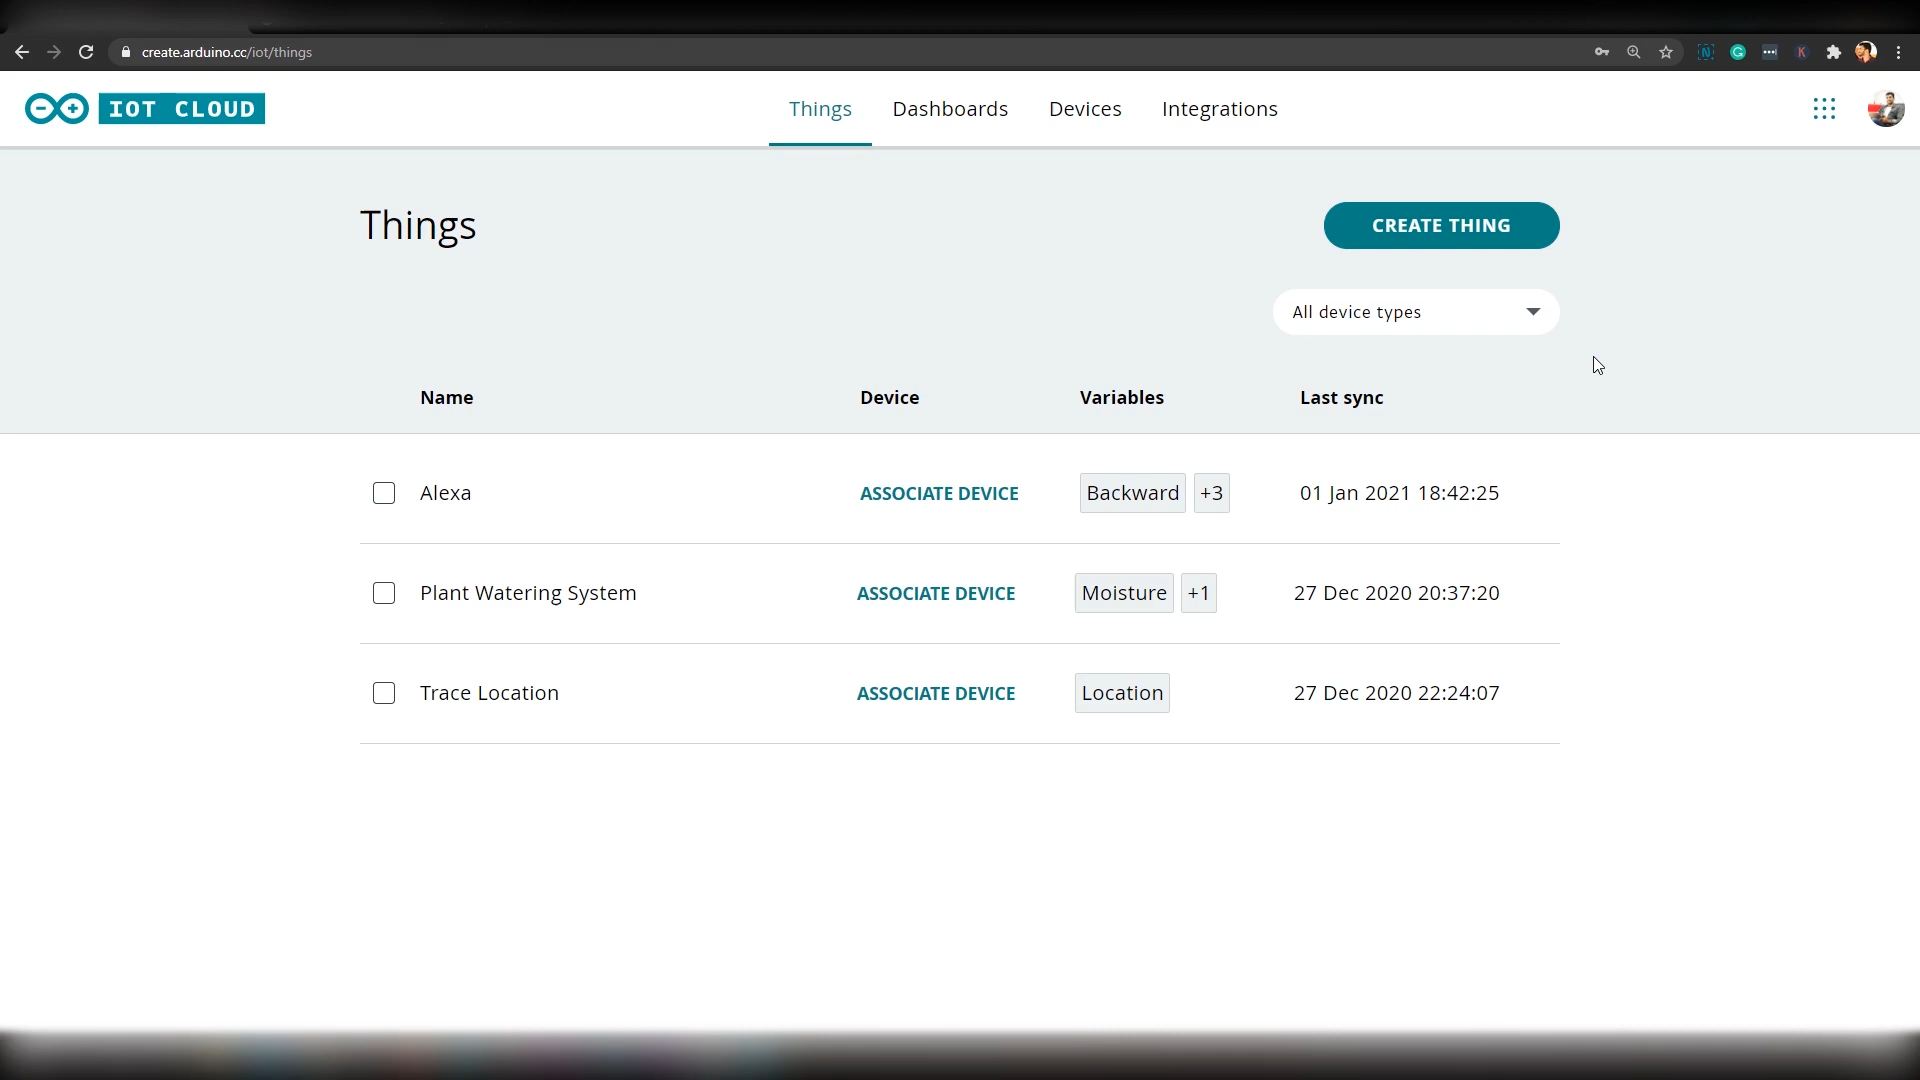 create.arduino.cc/iot/things
IOT CLOUD
Things Dashboards Devices Integrations
Things
CREATE THING
All device types
Name Device Variables Last sync
Alexa ASSOCIATE DEVICE Backward +3 01 Jan 2021 18:42:25
Plant Watering System ASSOCIATE DEVICE Moisture +1 27 Dec 2020 20:37:20
Trace Location ASSOCIATE DEVICE Location 27 Dec 2020 22:24:07